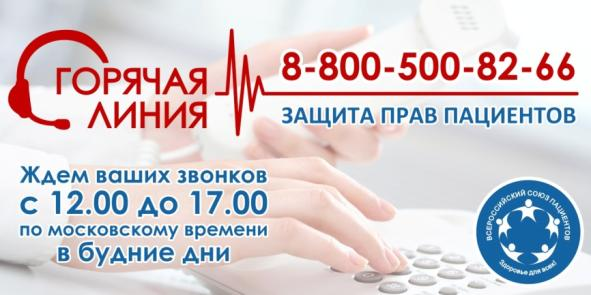 ГОРЯЧАЯ
ЛИНИЯ
8-800-500-82-66
ЗАЩИТА ПРАВ ПАЦИЕНТОВ
Ждем ваших звонков
с 12.00 до 17.00
по московскому времени
в будние дни
ВСЕРОССИЙСКИЙ СОЮЗ ПАЦИЕНТОВ
Здоровье для всех!